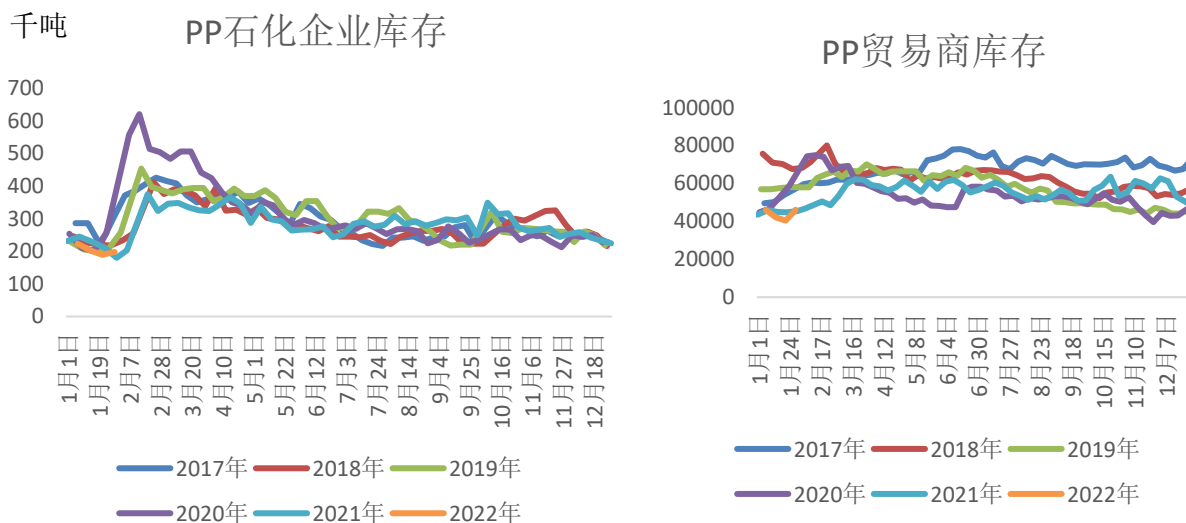 千吨
PP石化企业库存
700
600
500
400
300
200
100
0
1月1日
1月19日
2月7日
2月28日
3月20日
4月10日
5月1日
5月22日
6月12日
7月3日
7月24日
8月14日
9月4日
9月25日
10月16日
11月6日
11月27日
12月18日
2017年 2018年 2019年
2020年 2021年 2022年
PP贸易商库存
100000
80000
60000
40000
20000
0
1月1日
1月24日
2月17日
3月16日
4月12日
5月8日
6月4日
6月30日
7月27日
8月23日
9月18日
10月15日
11月10日
12月7日
2017年 2018年 2019年
2020年 2021年 2022年